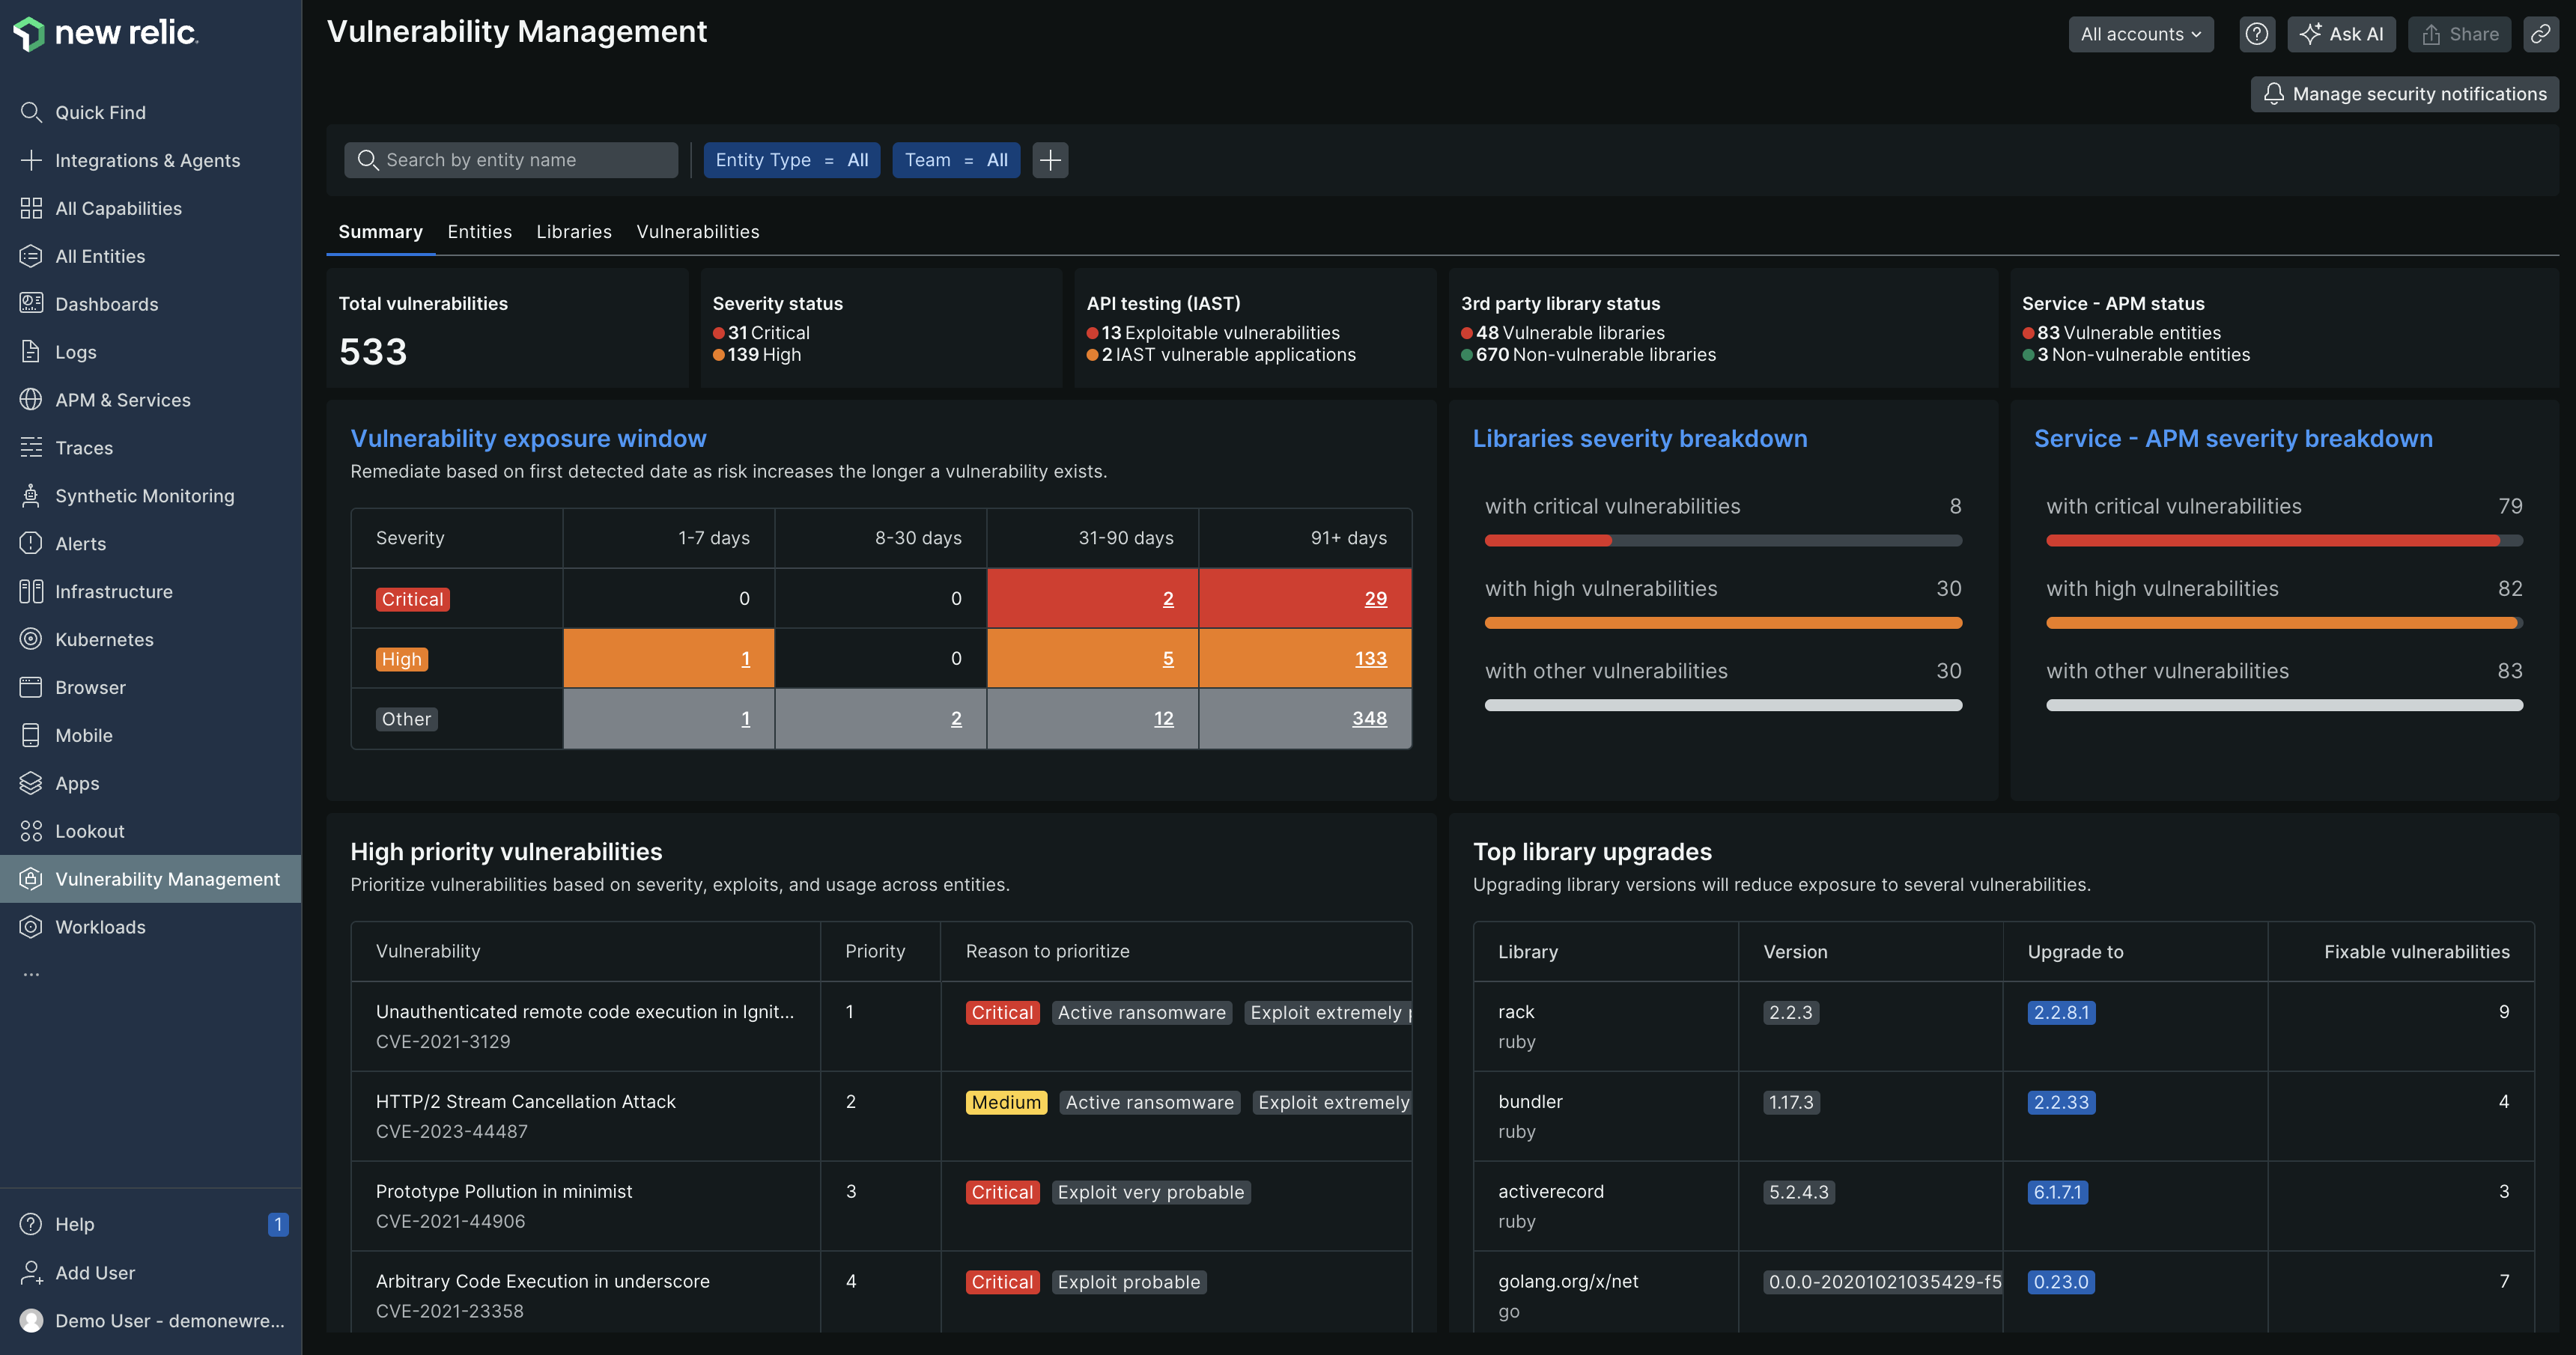 new relic.
Quick Find
Integrations & Agents
All Capabilities
All Entities
Dashboards
Logs
APM & Services
Traces
Synthetic Monitoring
Alerts
Infrastructure
Kubernetes
Browser
Mobile
Apps
Lookout
Vulnerability Management
Workloads
...
Help 1
Add User
Demo User - demonewre...
Vulnerability Management
All accounts
Ask AI
Share
Manage security notifications
Search by entity name
Entity Type = All
Team = All
Summary Entities Libraries Vulnerabilities
Total vulnerabilities
533
Severity status
31 Critical
139 High
API testing (IAST)
13 Exploitable vulnerabilities
2 IAST vulnerable applications
3rd party library status
48 Vulnerable libraries
670 Non-vulnerable libraries
Service - APM status
83 Vulnerable entities
3 Non-vulnerable entities
Vulnerability exposure window
Remediate based on first detected date as risk increases the longer a vulnerability exists.
Severity 1-7 days 8-30 days 31-90 days 91+ days
Critical 0 0 2 29
High 1 0 5 133
Other 1 2 12 348
Libraries severity breakdown
with critical vulnerabilities 8
with high vulnerabilities 30
with other vulnerabilities 30
Service - APM severity breakdown
with critical vulnerabilities 79
with high vulnerabilities 82
with other vulnerabilities 83
High priority vulnerabilities
Prioritize vulnerabilities based on severity, exploits, and usage across entities.
Vulnerability Priority Reason to prioritize
Unauthenticated remote code execution in Ignit... 1 Critical Active ransomware Exploit extremely
CVE-2021-3129
HTTP/2 Stream Cancellation Attack 2 Medium Active ransomware Exploit extremely
CVE-2023-44487
Prototype Pollution in minimist 3 Critical Exploit very probable
CVE-2021-44906
Arbitrary Code Execution in underscore 4 Critical Exploit probable
CVE-2021-23358
Top library upgrades
Upgrading library versions will reduce exposure to several vulnerabilities.
Library Version Upgrade to Fixable vulnerabilities
rack 2.2.3 2.2.8.1 9
ruby
bundler 1.17.3 2.2.33 4
ruby
activerecord 5.2.4.3 6.1.7.1 3
ruby
golang.org/x/net 0.0.0-20201021035429-f5 0.23.0 7
go